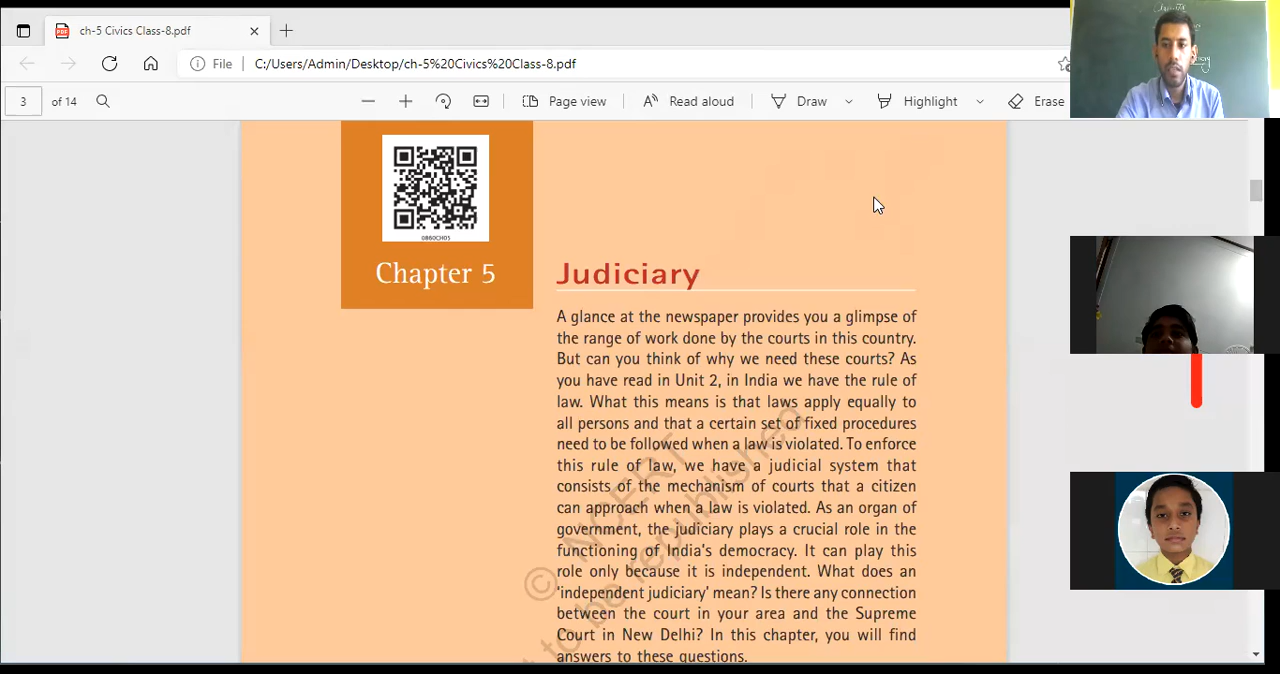 ch-5 Civics Class-8.pdf
File C:/Users/Admin/Desktop/ch-5%20Civics%20Class-8.pdf
3 of 14 Page view Read aloud Draw Highlight Erase
PDF
0860CH05
Chapter 5
Judiciary
A glance at the newspaper provides you a glimpse of
the range of work done by the courts in this country.
But can you think of why we need these courts? As
you have read in Unit 2, in India we have the rule of
law. What this means is that laws apply equally to
all persons and that a certain set of fixed procedures
need to be followed when a law is violated. To enforce
this rule of law, we have a judicial system that
consists of the mechanism of courts that a citizen
can approach when a law is violated. As an organ of
government, the judiciary plays a crucial role in the
functioning of India's democracy. It can play this
role only because it is independent. What does an
'independent judiciary' mean? Is there any connection
between the court in your area and the Supreme
Court in New Delhi? In this chapter, you will find
answers to these questions.
© NCERT
not to be republished